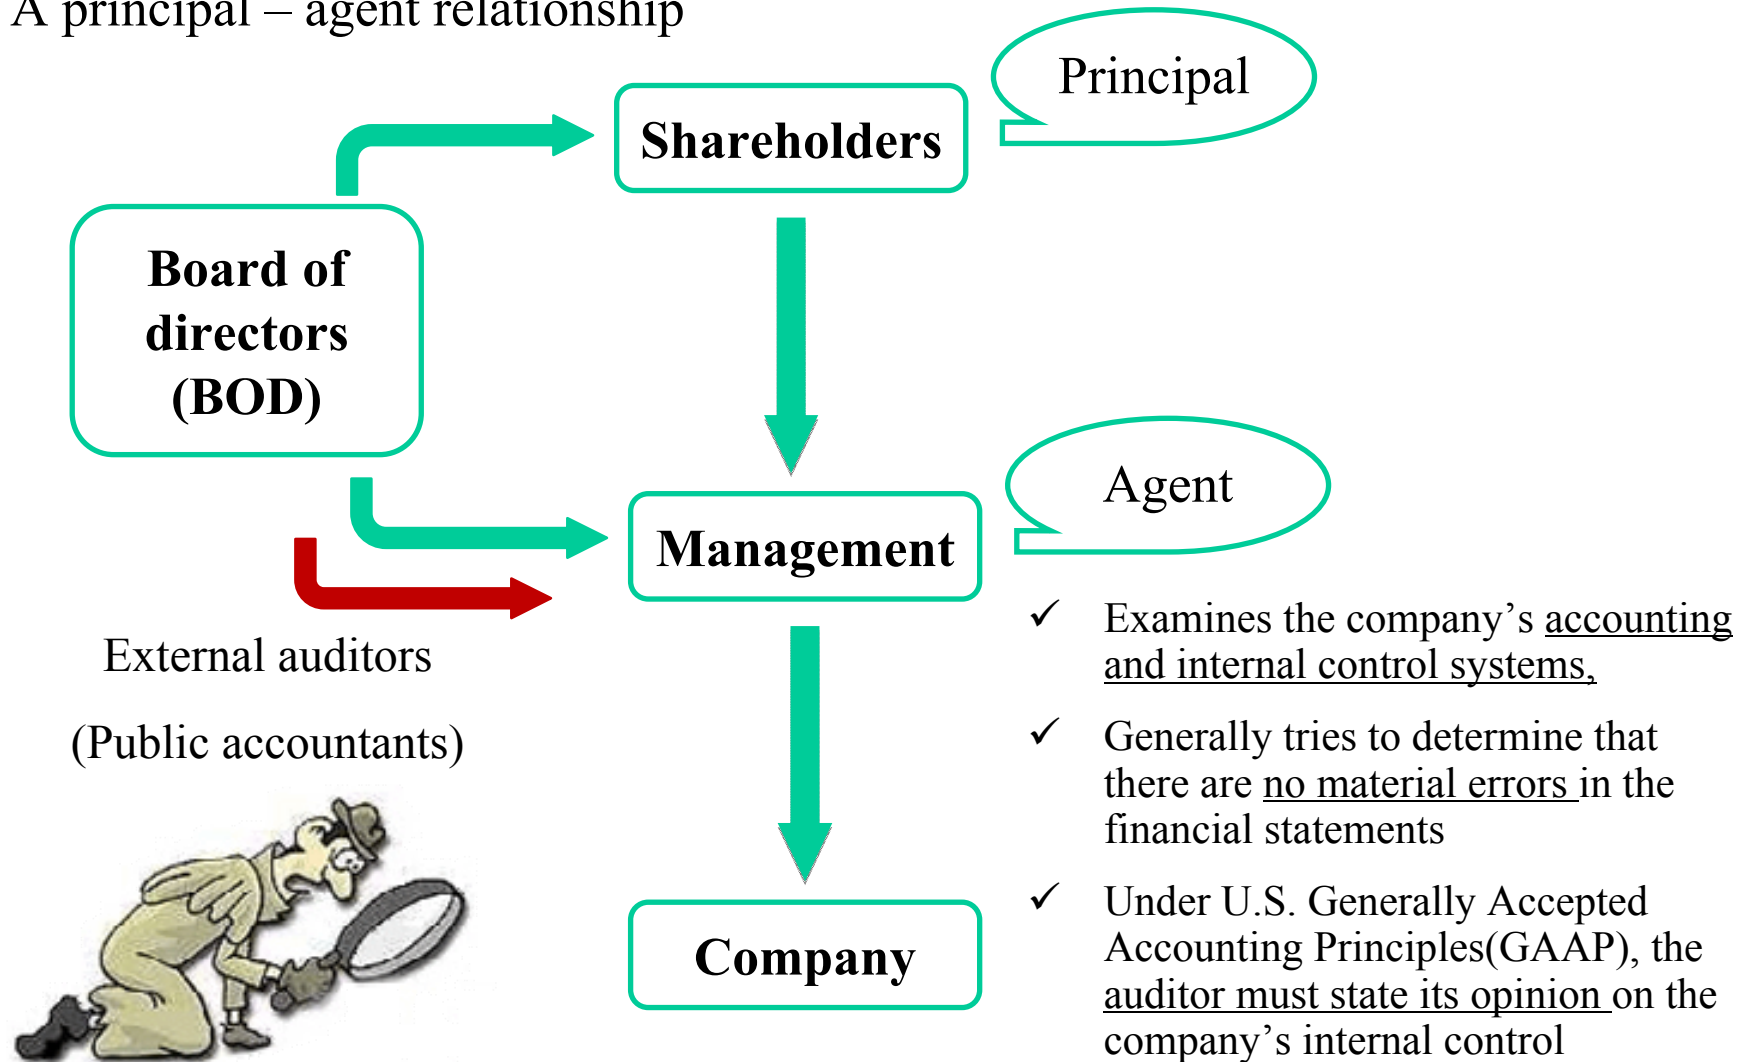 A principal – agent relationship
Principal
Shareholders
Board of
directors
(BOD)
Agent
Management
External auditors
(Public accountants)
✓ Examines the company’s accounting
and internal control systems,
✓ Generally tries to determine that
there are no material errors in the
financial statements
✓ Under U.S. Generally Accepted
Accounting Principles(GAAP), the
auditor must state its opinion on the
company’s internal control
Company